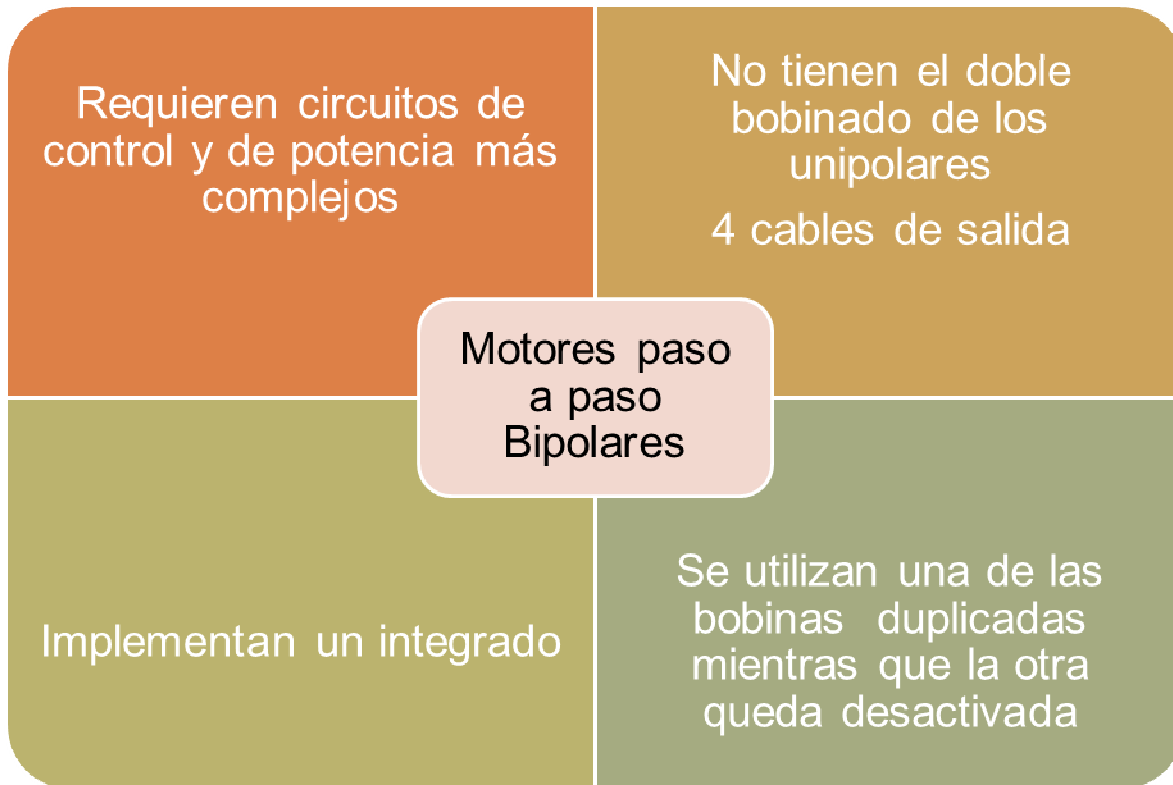 Requieren circuitos de
control y de potencia más
complejos
No tienen el doble
bobinado de los
unipolares
4 cables de salida
Motores paso
a paso
Bipolares
Implementan un integrado
Se utilizan una de las
bobinas duplicadas
mientras que la otra
queda desactivada